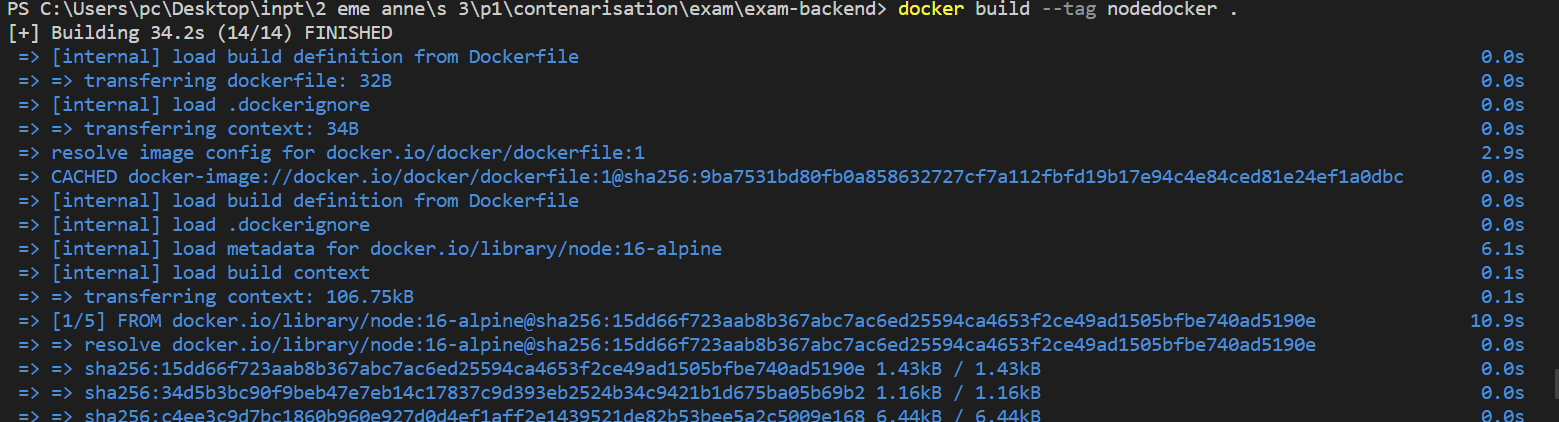 PS C:\Users\pc\Desktop\inpt\2 eme anne\s 3\p1\contenarisation\exam\exam-backend> docker build --tag nodedocker .
[+] Building 34.2s (14/14) FINISHED
=> [internal] load build definition from Dockerfile 0.0s
=> => transferring dockerfile: 32B 0.0s
=> [internal] load .dockerignore 0.0s
=> => transferring context: 34B 0.0s
=> resolve image config for docker.io/docker/dockerfile:1 2.9s
=> CACHED docker-image://docker.io/docker/dockerfile:1@sha256:9ba7531bd80fb0a858632727cf7a112fbfd19b17e94c4e84ced81e24ef1a0dbc 0.0s
=> [internal] load build definition from Dockerfile 0.0s
=> [internal] load .dockerignore 0.0s
=> [internal] load metadata for docker.io/library/node:16-alpine 6.1s
=> [internal] load build context 0.1s
=> => transferring context: 106.75kB 0.1s
=> [1/5] FROM docker.io/library/node:16-alpine@sha256:15dd66f723aab8b367abc7ac6ed25594ca4653f2ce49ad1505bfbe740ad5190e 10.9s
=> => resolve docker.io/library/node:16-alpine@sha256:15dd66f723aab8b367abc7ac6ed25594ca4653f2ce49ad1505bfbe740ad5190e 0.0s
=> => sha256:15dd66f723aab8b367abc7ac6ed25594ca4653f2ce49ad1505bfbe740ad5190e 1.43kB / 1.43kB 0.0s
=> => sha256:34d5b3bc90f9beb47e7eb14c17837c9d393eb2524b34c9421b1d675ba05b69b2 1.16kB / 1.16kB 0.0s
=> => sha256:c4ee3c9d7bc1860b960e927d0d4ef1aff2e1439521de82b53bee5a2c5009e168 6.44kB / 6.44kB 0.0s